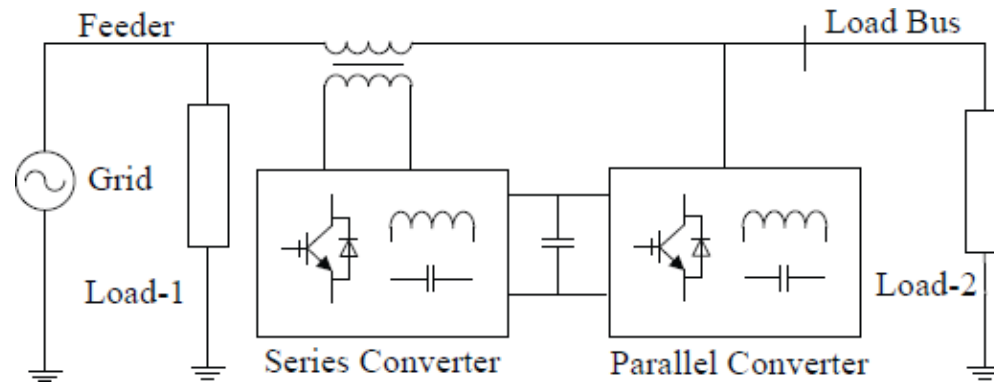 Feeder
Load Bus
Grid
Load-1
Load-2
Series Converter
Parallel Converter